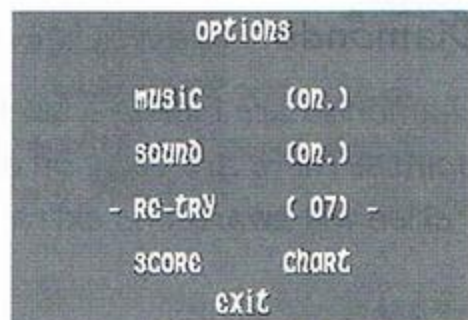 options
music (on.)
sound (on.)
- Re-try ( 07) -
score chart
exit